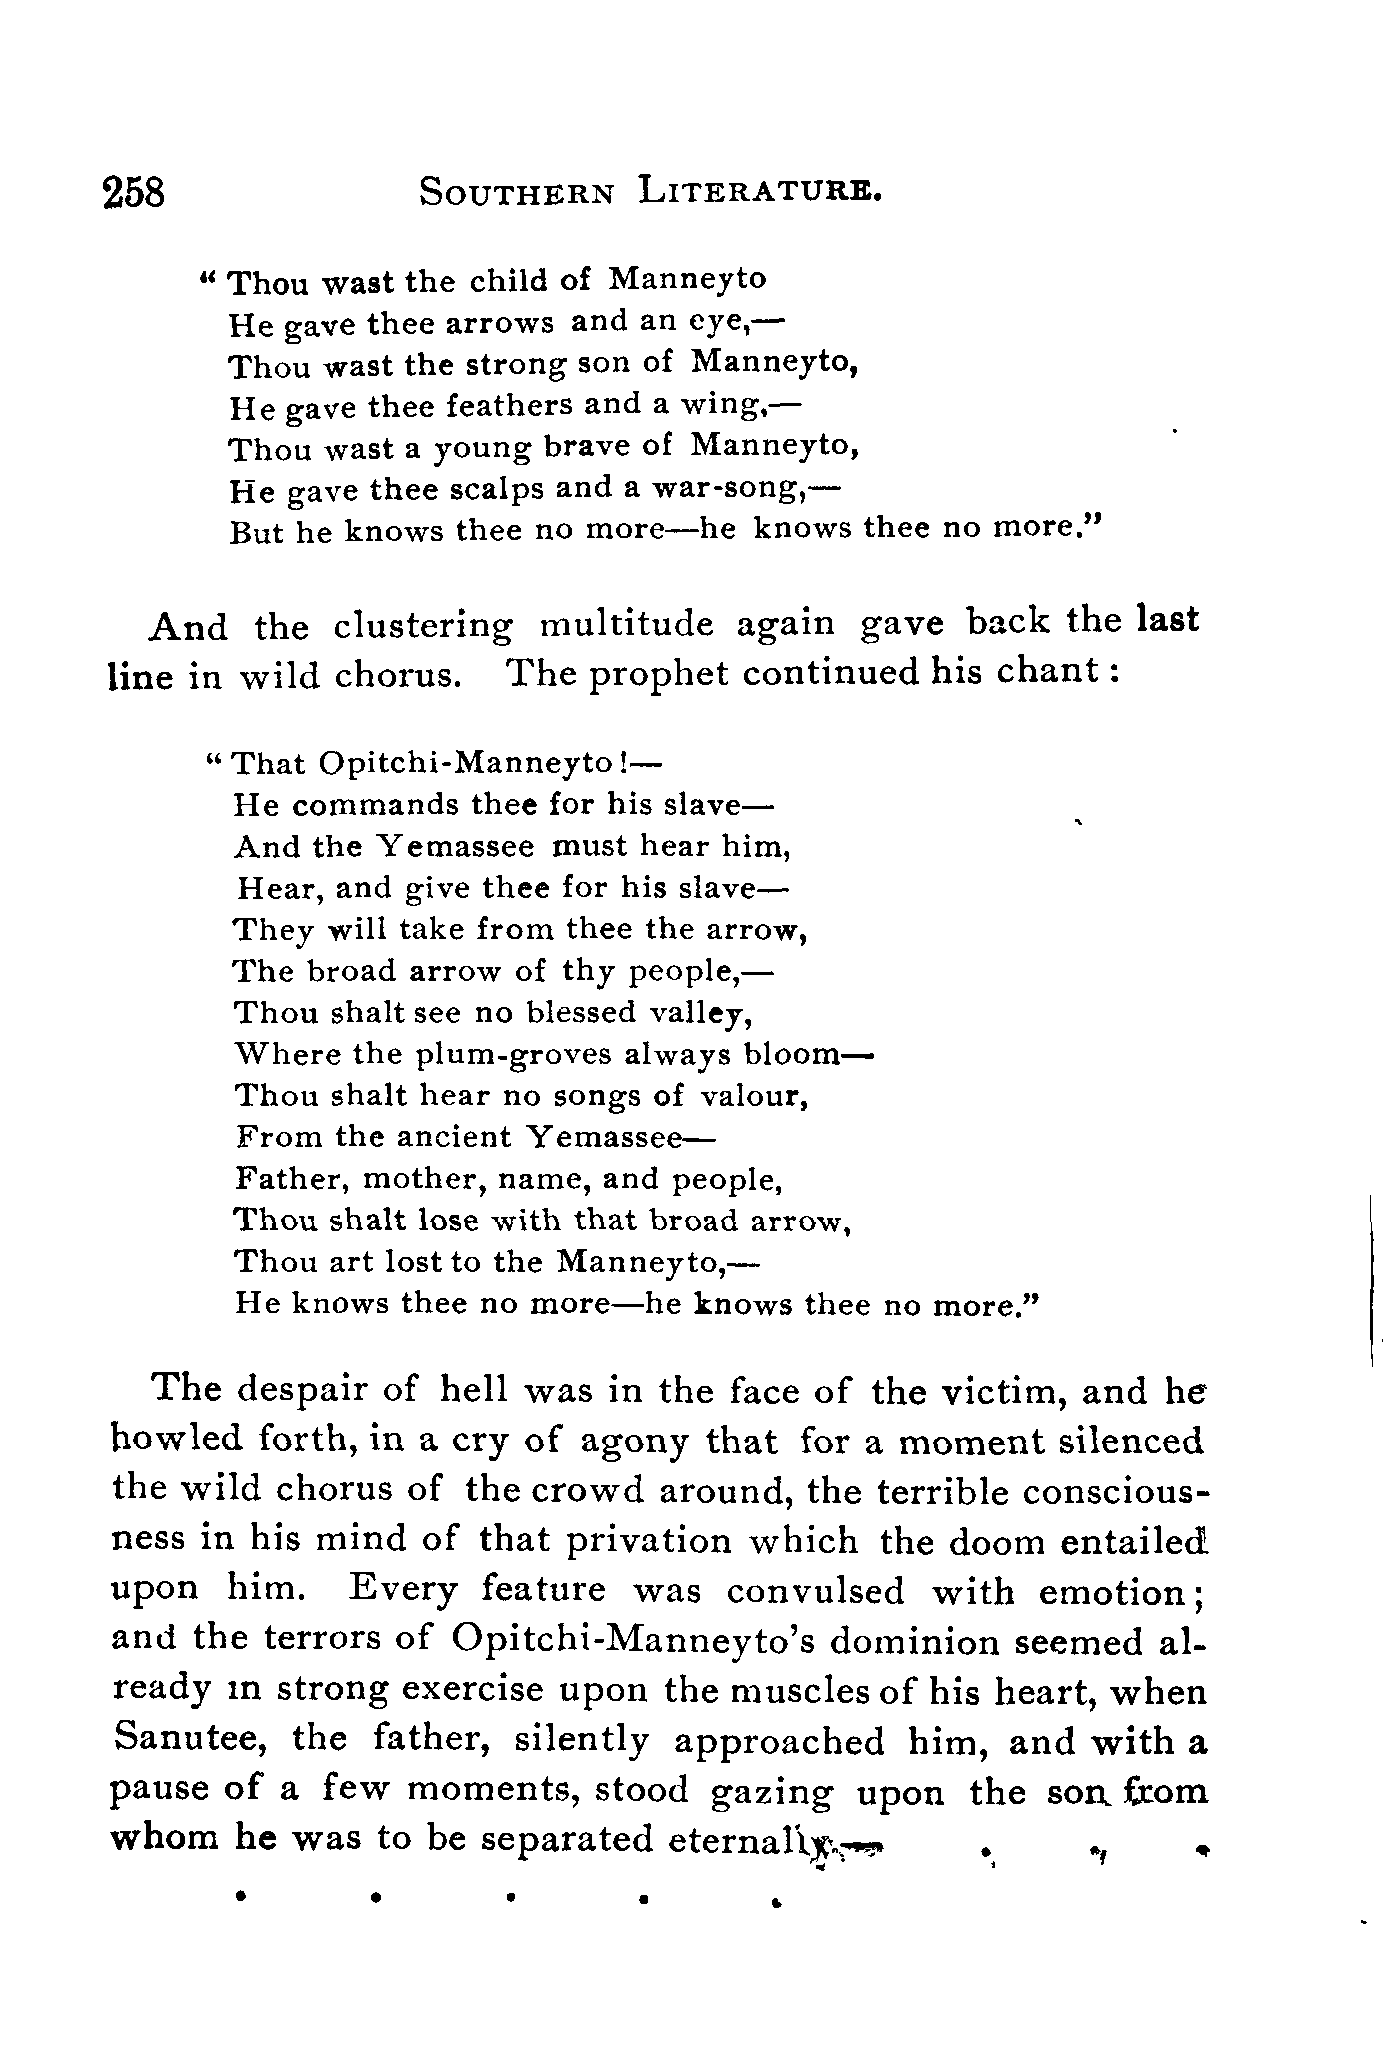 258 SOUTHERN LITERATURE.
“ Thou wast the child of Manneyto
He gave thee arrows and an eye,—
Thou wast the strong son of Manneyto,
He gave thee feathers and a wing,—
Thou wast a young brave of Manneyto,
He gave thee scalps and a war-song,—
But he knows thee no more—he knows thee no more.”
And the clustering multitude again gave back the last
line in wild chorus. The prophet continued his chant :
“ That Opitchi-Manneyto !—
He commands thee for his slave—
And the Yemassee must hear him,
Hear, and give thee for his slave—
They will take from thee the arrow,
The broad arrow of thy people,—
Thou shalt see no blessed valley,
Where the plum-groves always bloom—
Thou shalt hear no songs of valour,
From the ancient Yemassee—
Father, mother, name, and people,
Thou shalt lose with that broad arrow,
Thou art lost to the Manneyto,—
He knows thee no more—he knows thee no more.”
The despair of hell was in the face of the victim, and he
howled forth, in a cry of agony that for a moment silenced
the wild chorus of the crowd around, the terrible conscious-
ness in his mind of that privation which the doom entailed
upon him. Every feature was convulsed with emotion ;
and the terrors of Opitchi-Manneyto’s dominion seemed al-
ready in strong exercise upon the muscles of his heart, when
Sanutee, the father, silently approached him, and with a
pause of a few moments, stood gazing upon the son from
whom he was to be separated eternally.— . . .
. . . . .